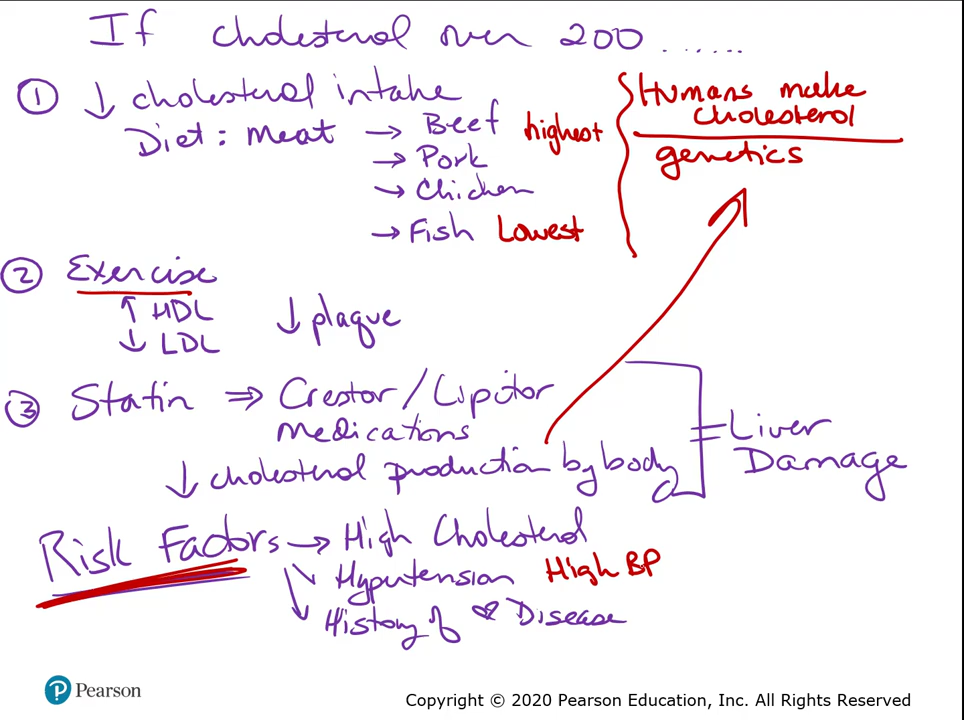 If cholesterol over 200 ......
① ↓ cholesterol intake
Diet : Meat → Beef highest
→ Pork
→ Chicken
→ Fish Lowest
Humans make
cholesterol
genetics
② Exercise
↑ HDL
↓ LDL
↓ plaque
③ Statin ⇒ Crestor / Lipitor
Medications
↓ cholesterol production by body
Liver
Damage
Risk Factors → High Cholesterol
↘ Hypertension High BP
↘ History of ♡ Disease
Pearson
Copyright © 2020 Pearson Education, Inc. All Rights Reserved